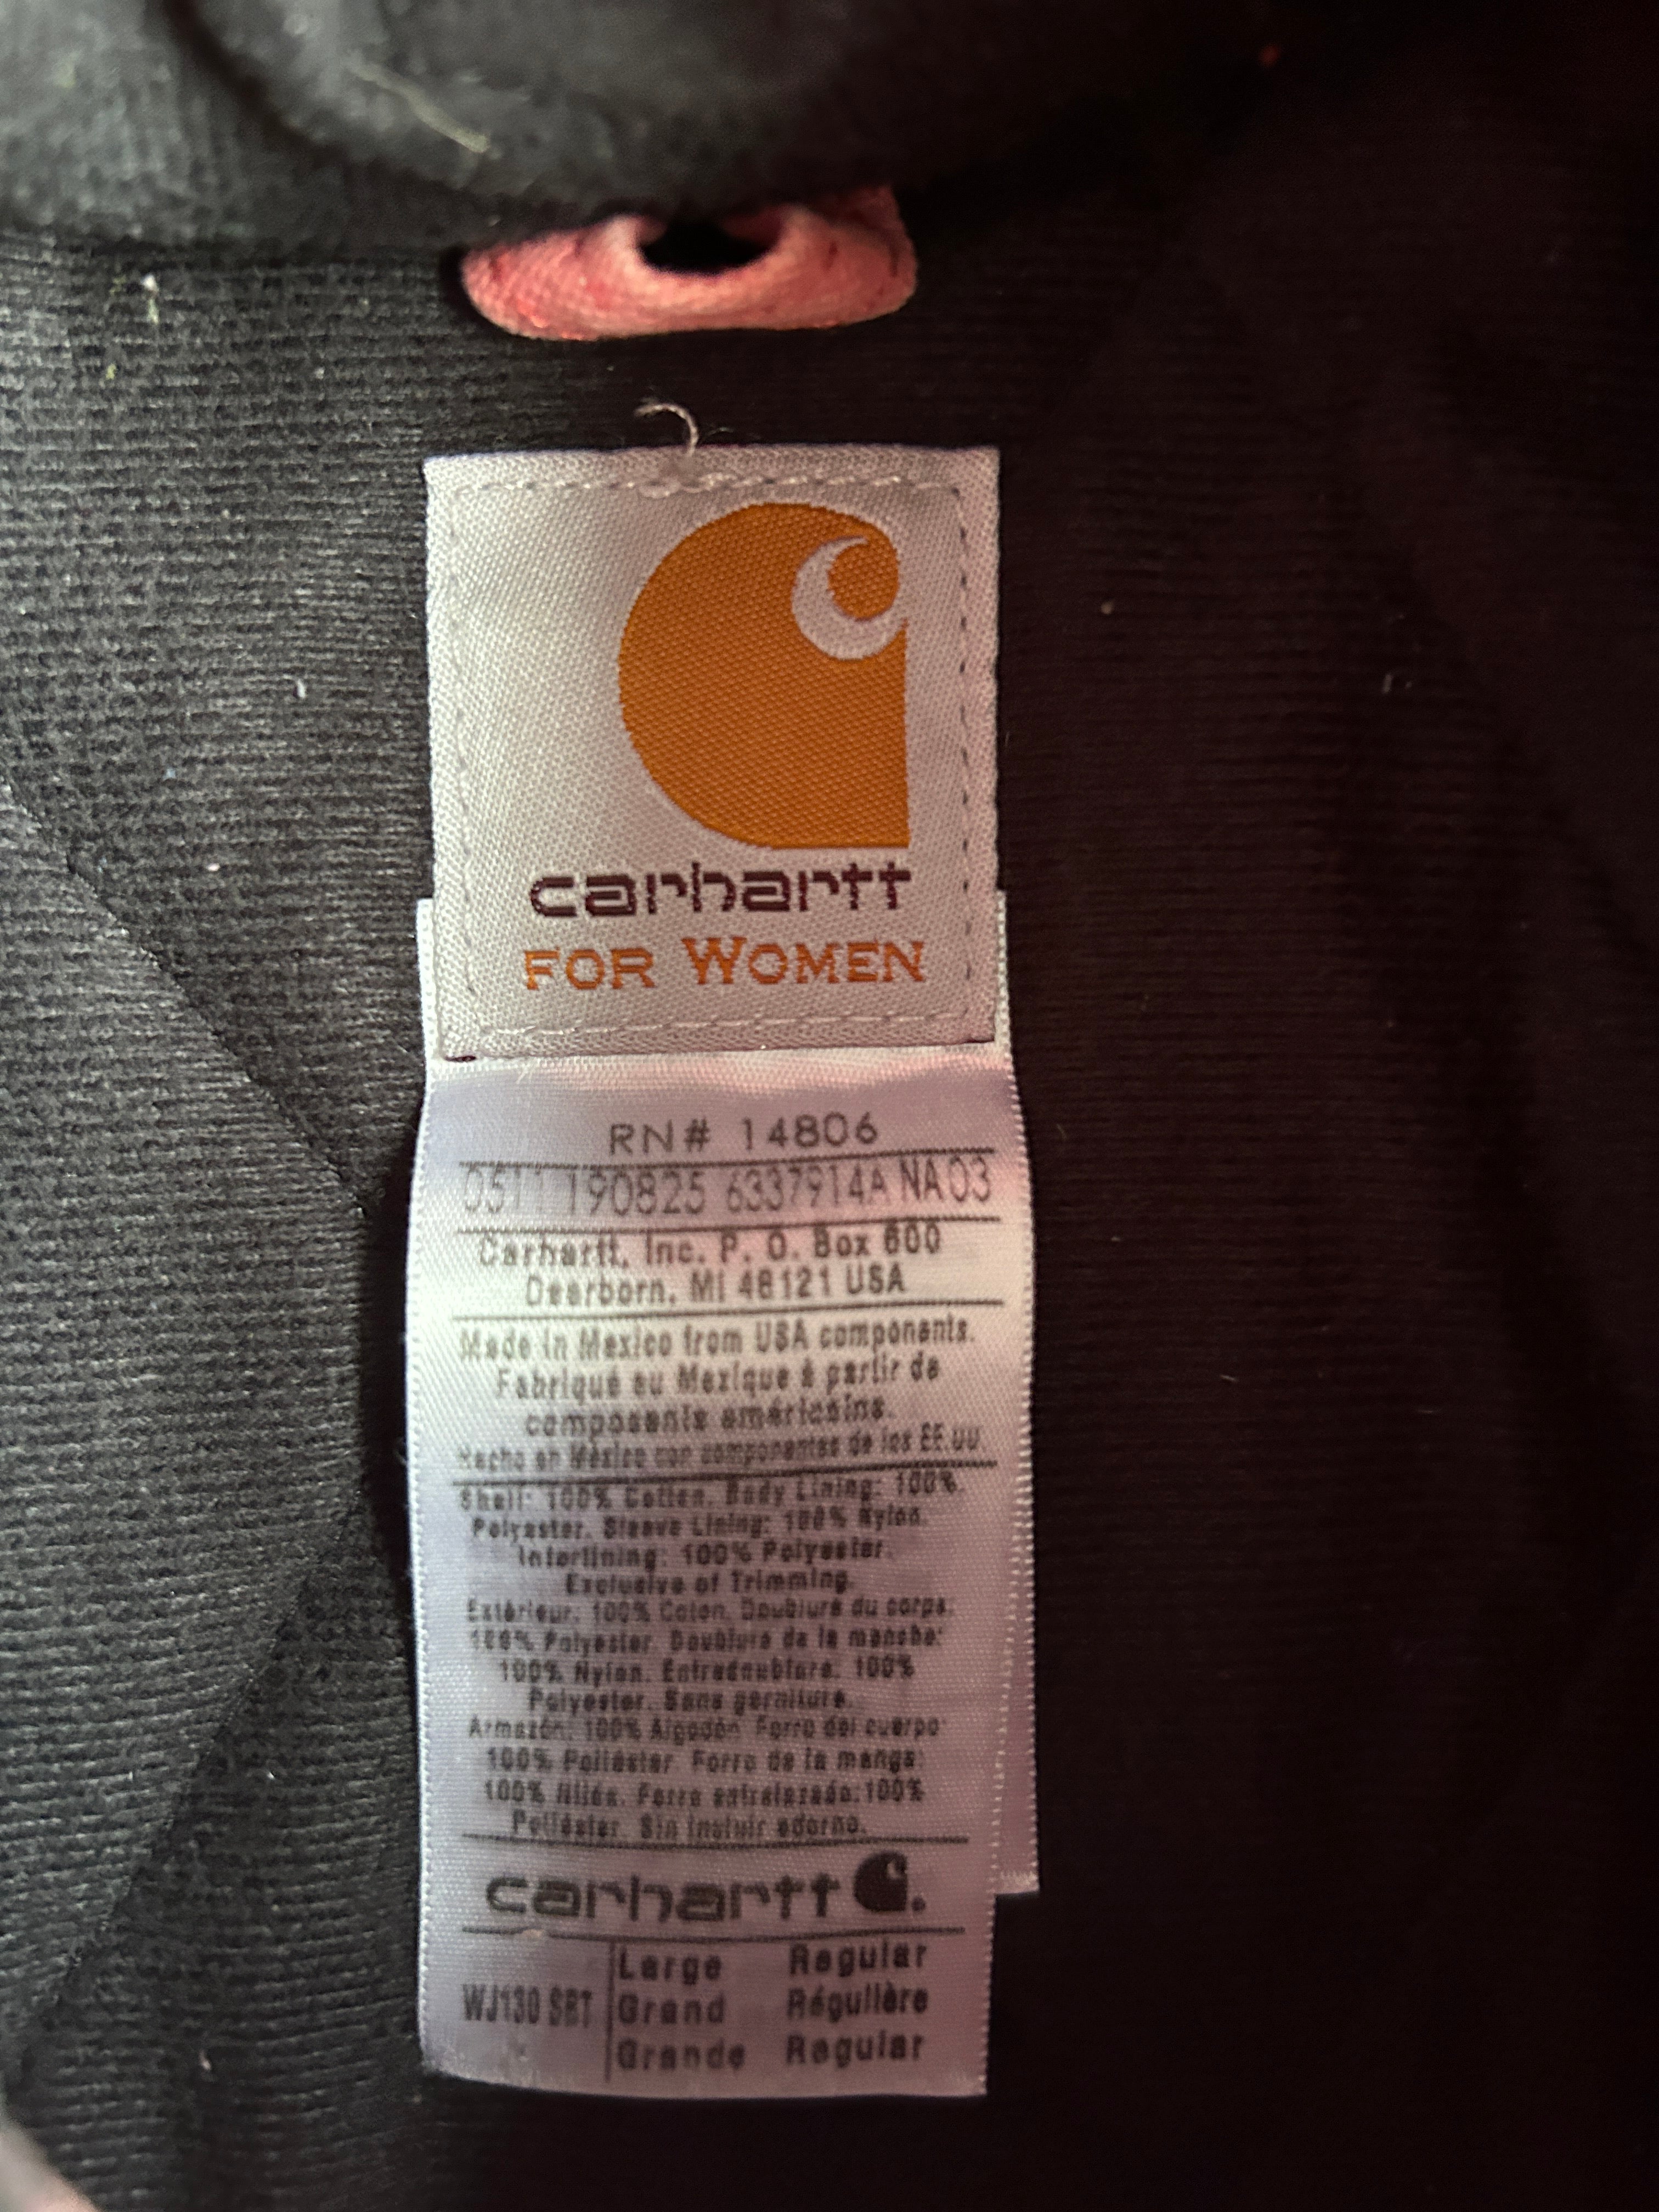 carhartt
FOR WOMEN
RN# 14806
0511 190825 6337914A NA03
Carhartt, Inc. P. O. Box 600
Dearborn, MI 48121 USA
Made in Mexico from USA components.
Fabriqué au Mexique à partir de
composants américains.
Hecho en México con componentes de los EE.UU.
Shell: 100% Cotton. Body Lining: 100%
Polyester. Sleeve Lining: 100% Nylon.
Interlining: 100% Polyester.
Exclusive of Trimming.
Extérieur: 100% Coton. Doublure du corps:
100% Polyester. Doublure de la manche:
100% Nylon. Entredoublure. 100%
Polyester. Sans garniture.
Armazón: 100% Algodón. Forro del cuerpo:
100% Poliéster. Forro de la manga:
100% Nilón. Forro entrelazado:100%
Poliéster. Sin incluir adorno.
carhartt
WJ130 SRT
Large Regular
Grand Régulière
Grande Regular